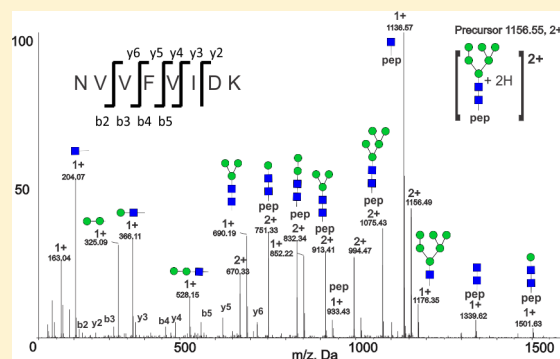 100
1+
1136.57
Precursor 1156.55, 2+
pep
+ 2H
2+
pep
y6 y5 y4 y3 y2
N V V F V I D K
b2 b3 b4 b5
1+
204.07
50
1+
163.04
1+
325.09
1+
366.11
1+
528.15
1+
690.19
2+
670.33
pep
2+
751.33
pep
2+
832.34
1+
852.22
pep
2+
913.41
pep
1+
933.43
2+
994.47
pep
2+
1075.43
2+
1156.49
1+
1176.35
pep
1+
1339.62
pep
1+
1501.63
b2 y2 b3 y3 b4 y4 b5 y5 y6
0
500
1000
1500
m/z, Da